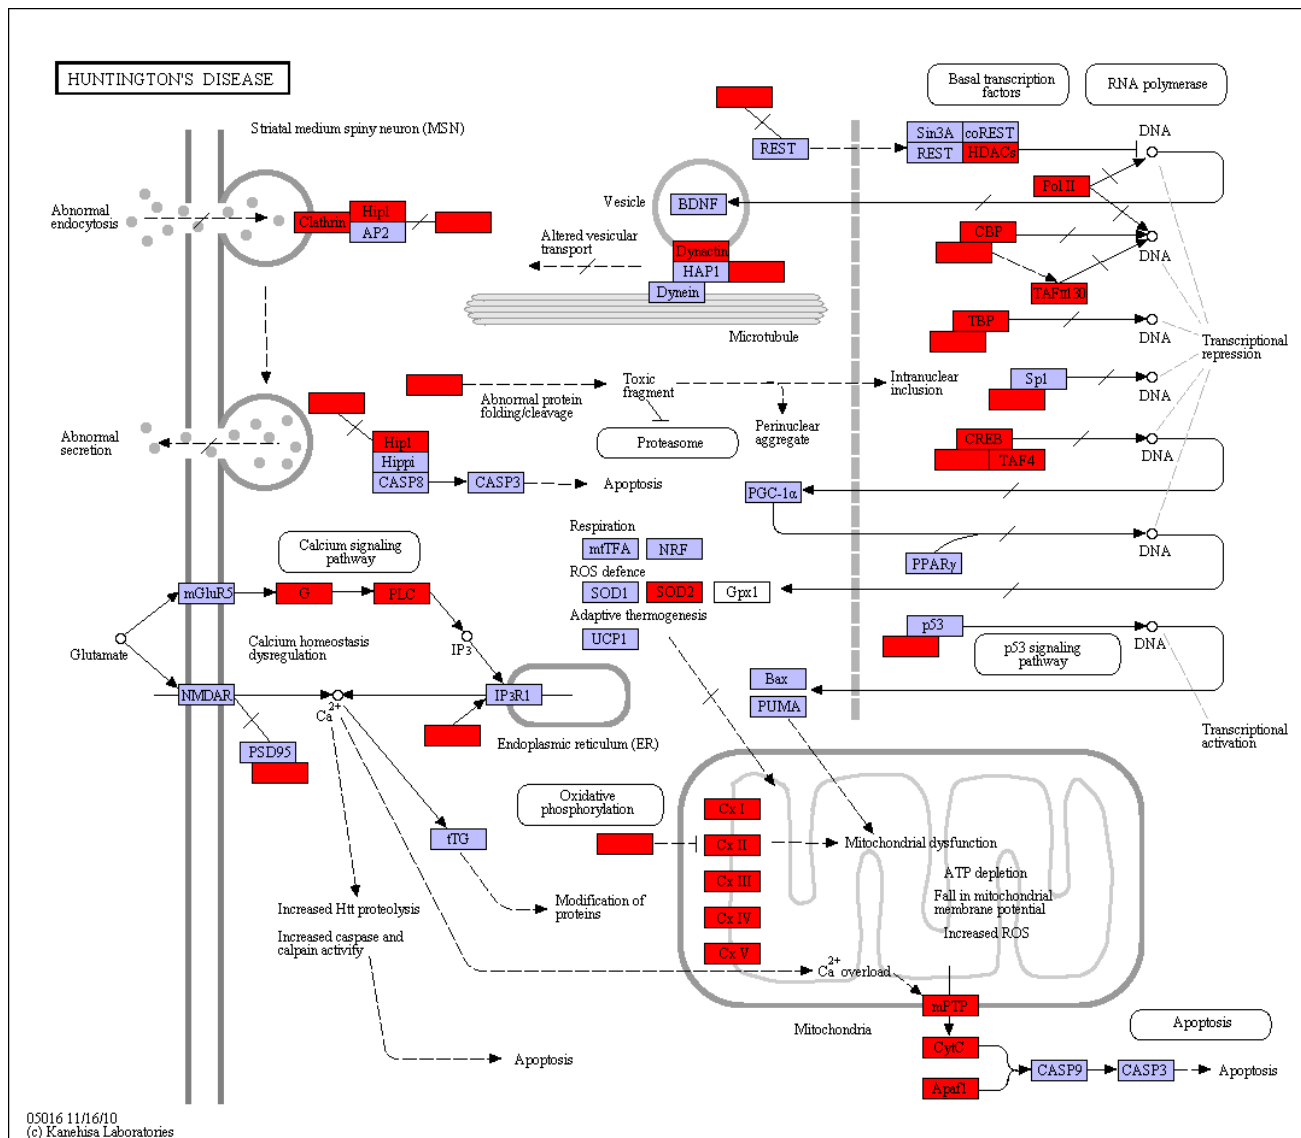 HUNTINGTON'S DISEASE
Striatal medium spiny neuron (MSN)
Basal transcription
factors
RNA polymerase
REST
Sin3A
coREST
REST
HDACs
DNA
Pol II
Abnormal
endocytosis
Clathrin
Hip1
AP2
Vesicle
BDNF
Altered vesicular
transport
Dynactin
HAP1
Dynein
Microtubule
CBP
DNA
TAFII130
TBP
DNA
Transcriptional
repression
Toxic
fragment
Abnormal protein
folding/cleavage
Intranuclear
inclusion
Sp1
DNA
Perinuclear
aggregate
Proteasome
Abnormal
secretion
Hip1
Hippi
CASP8
CASP3
Apoptosis
CREB
TAF4
DNA
PGC-1α
Respiration
mtTFA
NRF
PPARγ
DNA
Calcium signaling
pathway
ROS defence
SOD1
SOD2
Gpx1
mGluR5
G
PLC
Adaptive thermogenesis
UCP1
Glutamate
Calcium homeostasis
dysregulation
IP3
p53
DNA
p53 signaling
pathway
NMDAR
Ca2+
IP3R1
Bax
PUMA
PSD95
Endoplasmic reticulum (ER)
Transcriptional
activation
Oxidative
phosphorylation
Cx I
Cx II
Cx III
Cx IV
Cx V
Mitochondrial dysfunction
ATP depletion
Fall in mitochondrial
membrane potential
Increased ROS
tTG
Modification of
proteins
Increased Htt proteolysis
Increased caspase and
calpain activity
Ca2+ overload
mPTP
Mitochondria
Apoptosis
CytC
Apaf1
CASP9
CASP3
Apoptosis
Apoptosis
05016 11/16/10
(c) Kanehisa Laboratories